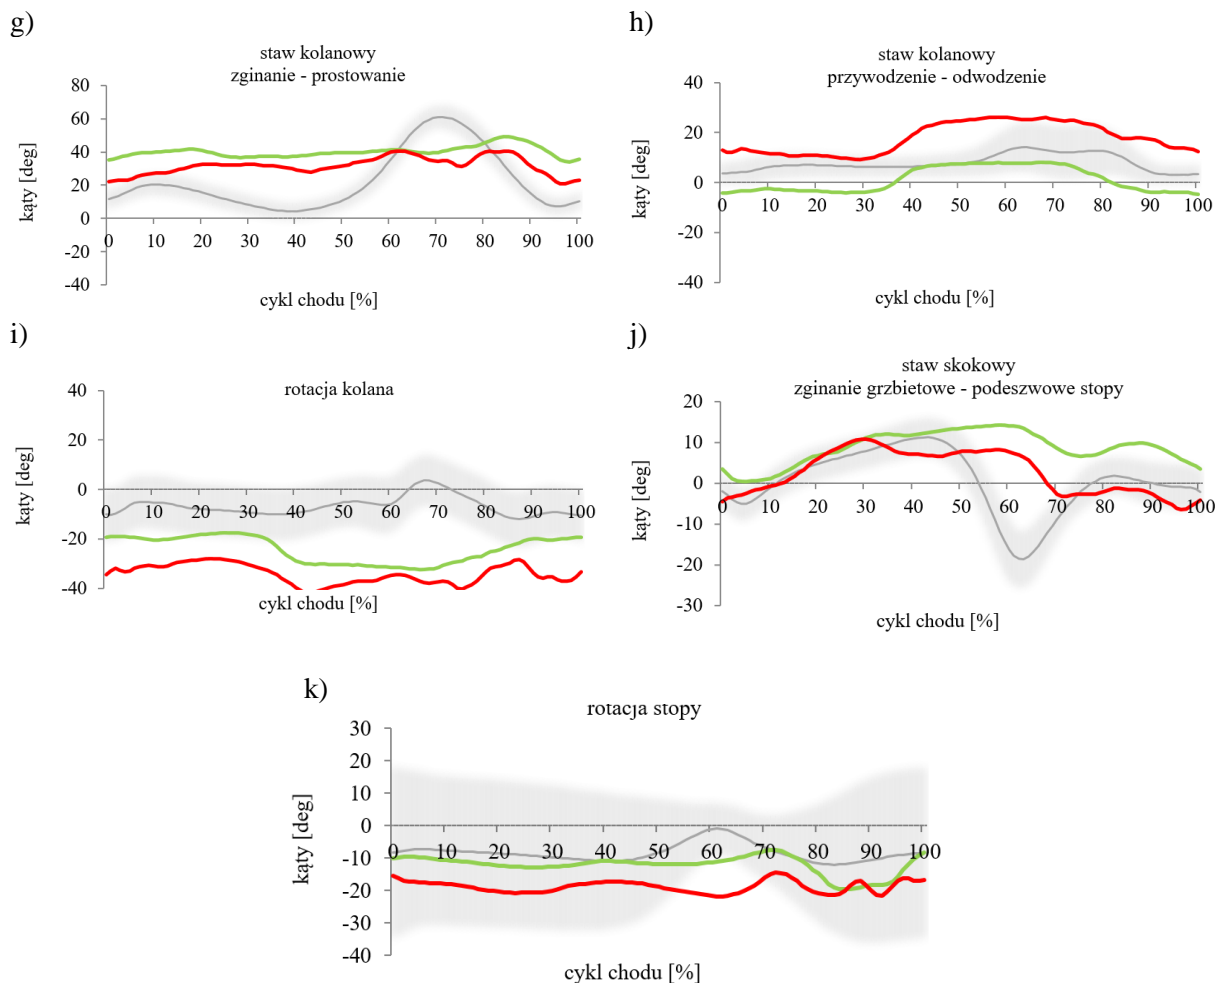 g)
staw kolanowy
zginanie - prostowanie
80
60
40
20
0
-20
-40
0 10 20 30 40 50 60 70 80 90 100
kąty [deg]
cykl chodu [%]
h)
staw kolanowy
przywodzenie - odwodzenie
40
20
0
-20
-40
0 10 20 30 40 50 60 70 80 90 100
kąty [deg]
cykl chodu [%]
i)
rotacja kolana
40
20
0
-20
-40
0 10 20 30 40 50 60 70 80 90 100
kąty [deg]
cykl chodu [%]
j)
staw skokowy
zginanie grzbietowe - podeszwowe stopy
20
10
0
-10
-20
-30
0 10 20 30 40 50 60 70 80 90 100
kąty [deg]
cykl chodu [%]
k)
rotacja stopy
30
20
10
0
-10
-20
-30
-40
0 10 20 30 40 50 60 70 80 90 100
kąty [deg]
cykl chodu [%]